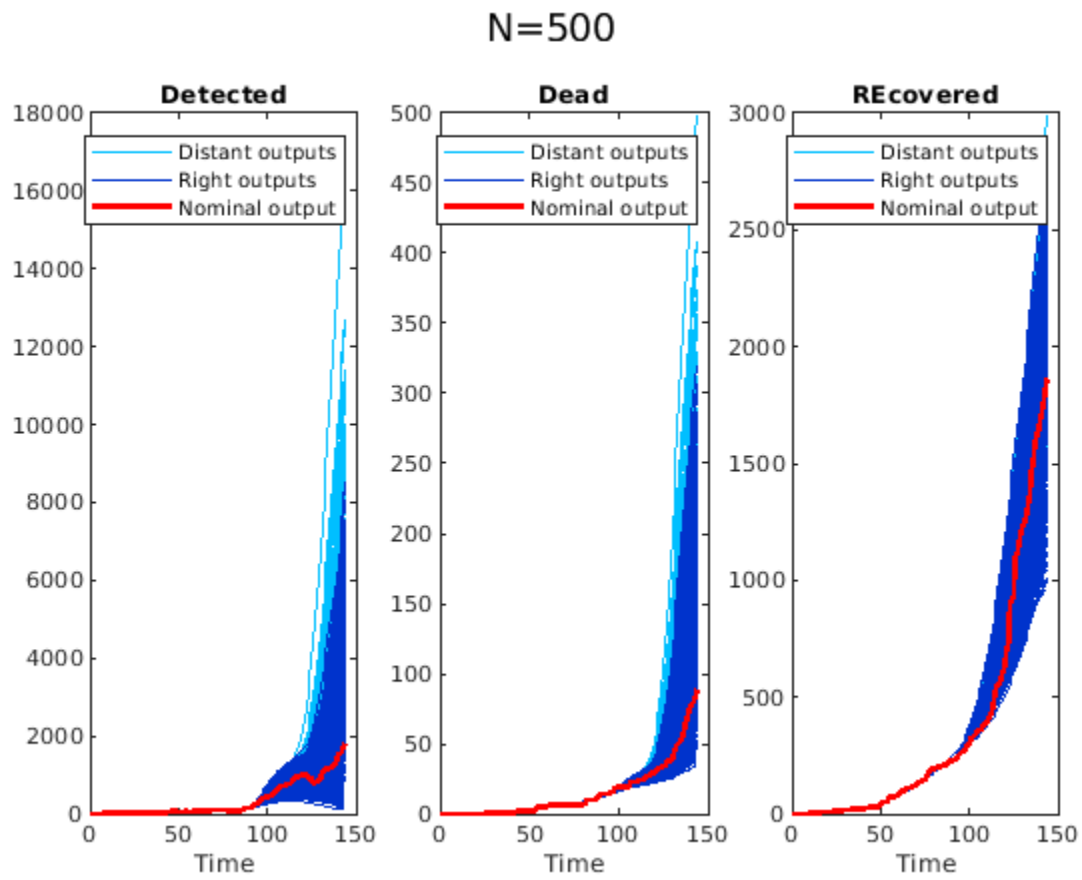 N=500
Detected
18000
16000
14000
12000
10000
8000
6000
4000
2000
0
Distant outputs
Right outputs
Nominal output
0 50 100 150
Time
Dead
500
450
400
350
300
250
200
150
100
50
0
Distant outputs
Right outputs
Nominal output
0 50 100 150
Time
REcovered
3000
2500
2000
1500
1000
500
0
Distant outputs
Right outputs
Nominal output
0 50 100 150
Time